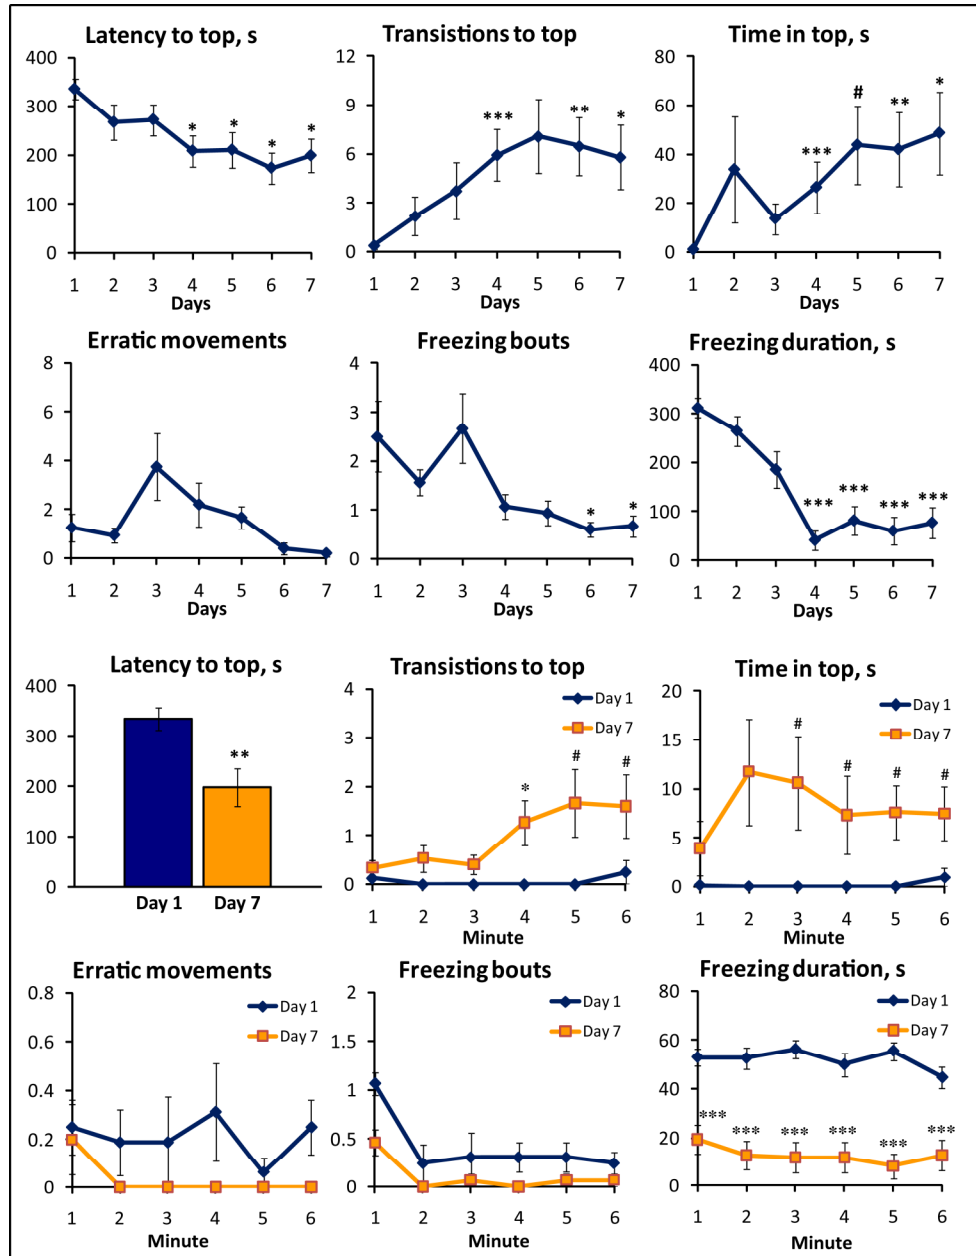 Latency to top, s
400
300
200
100
0
* * * *
1 2 3 4 5 6 7
Days
Transistions to top
12
9
6
3
0
*** ** *
1 2 3 4 5 6 7
Days
Time in top, s
80
60
40
20
0
*** # ** *
1 2 3 4 5 6 7
Days
Erratic movements
8
6
4
2
0
1 2 3 4 5 6 7
Days
Freezing bouts
4
3
2
1
0
* *
1 2 3 4 5 6 7
Days
Freezing duration, s
400
300
200
100
0
*** *** *** ***
1 2 3 4 5 6 7
Days
Latency to top, s
400
300
200
100
0
**
Day 1 Day 7
Transistions to top
4
3
2
1
0
Day 1
Day 7
* # #
1 2 3 4 5 6
Minute
Time in top, s
20
15
10
5
0
Day 1
Day 7
# # # #
1 2 3 4 5 6
Minute
Erratic movements
0.8
0.6
0.4
0.2
0
Day 1
Day 7
1 2 3 4 5 6
Minute
Freezing bouts
2
1.5
1
0.5
0
Day 1
Day 7
1 2 3 4 5 6
Minute
Freezing duration, s
80
60
40
20
0
Day 1
Day 7
*** *** *** *** *** ***
1 2 3 4 5 6
Minute